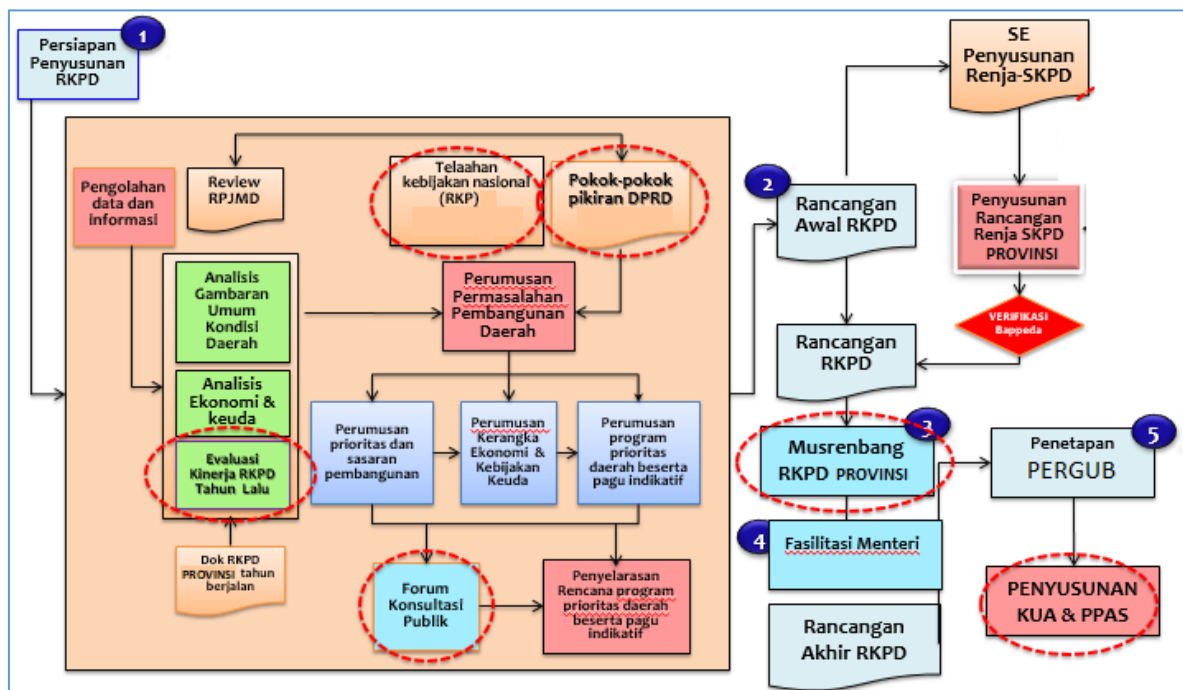 1
Persiapan
Penyusunan
RKPD
Pengolahan
data dan
informasi
Review
RPJMD
Telaahan
kebijakan nasional
(RKP)
Pokok-pokok
pikiran DPRD
Analisis
Gambaran
Umum
Kondisi
Daerah
Analisis
Ekonomi &
keuda
Evaluasi
Kinerja RKPD
Tahun Lalu
Dok RKPD
PROVINSI tahun
berjalan
Perumusan
Permasalahan
Pembangunan
Daerah
Perumusan
prioritas dan
sasaran
pembangunan
Perumusan
Kerangka
Ekonomi &
Kebijakan
Keuda
Perumusan
program
prioritas
daerah beserta
pagu indikatif
Forum
Konsultasi
Publik
Penyelarasan
Rencana program
prioritas daerah
beserta pagu
indikatif
2
Rancangan
Awal RKPD
SE
Penyusunan
Renja-SKPD
Penyusunan
Rancangan
Renja SKPD
PROVINSI
VERIFIKASI
Bappeda
Rancangan
RKPD
3
Musrenbang
RKPD PROVINSI
4
Fasilitasi Menteri
Rancangan
Akhir RKPD
5
Penetapan
PERGUB
PENYUSUNAN
KUA & PPAS